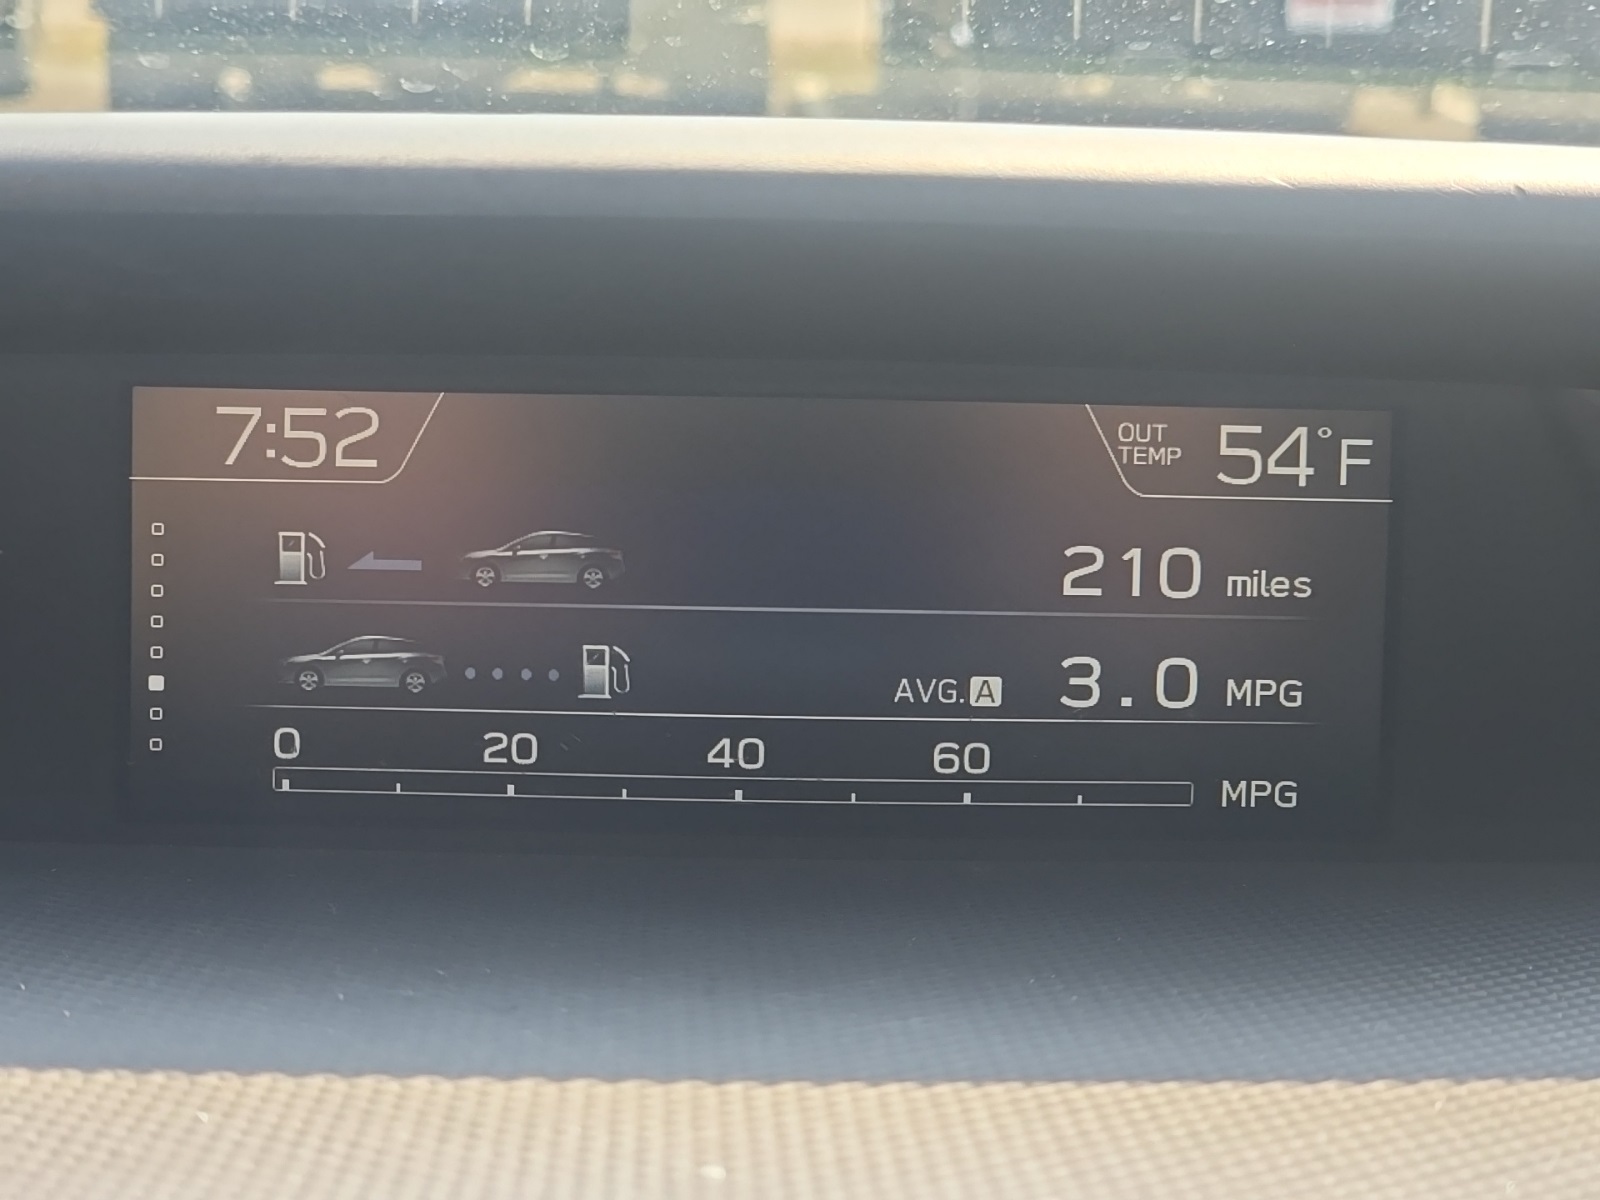 7:52
OUT TEMP 54°F
210 miles
AVG. A 3.0 MPG
0 20 40 60
MPG